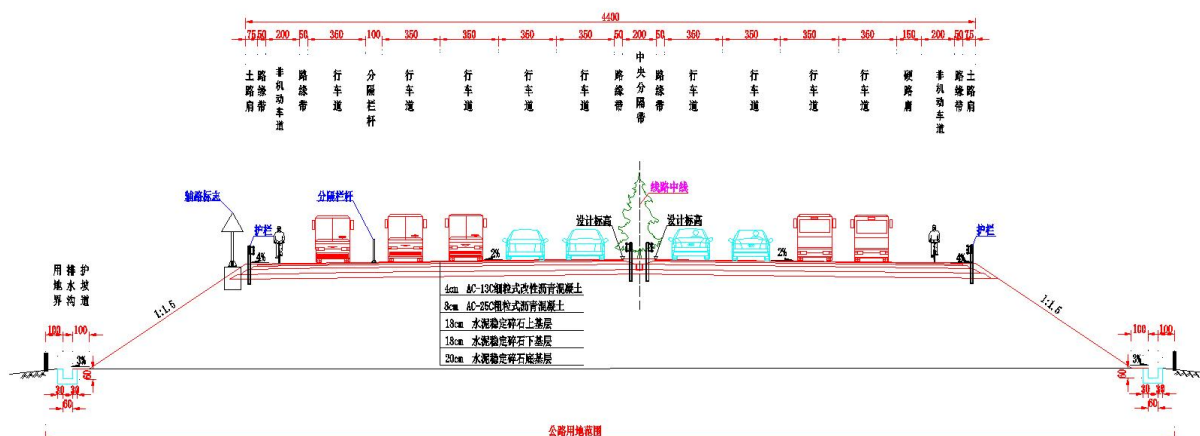 4400
75 50 200 50 360 100 350 350 350 50 200 50 360 350 350 360 150 200 50 75
土路肩 路缘带 非机动车道 路缘带 行车道 分隔栏杆 行车道 行车道 行车道 路缘带 中央分隔带 路缘带 行车道 行车道 行车道 行车道 硬路肩 非机动车道 路缘带 土路肩
辅路标志
分隔栏杆
线路中线
设计标高
设计标高
护栏
护栏
4%
2%
2%
4%
用地界 排水沟 护坡道
1:1.5
1:1.5
4cm AC-13C细粒式改性沥青混凝土
8cm AC-25C粗粒式沥青混凝土
18cm 水泥稳定碎石上基层
18cm 水泥稳定碎石下基层
20cm 水泥稳定碎石底基层
100 100
3%
60
30 30
60
100 100
3%
60
30 30
60
公路用地范围